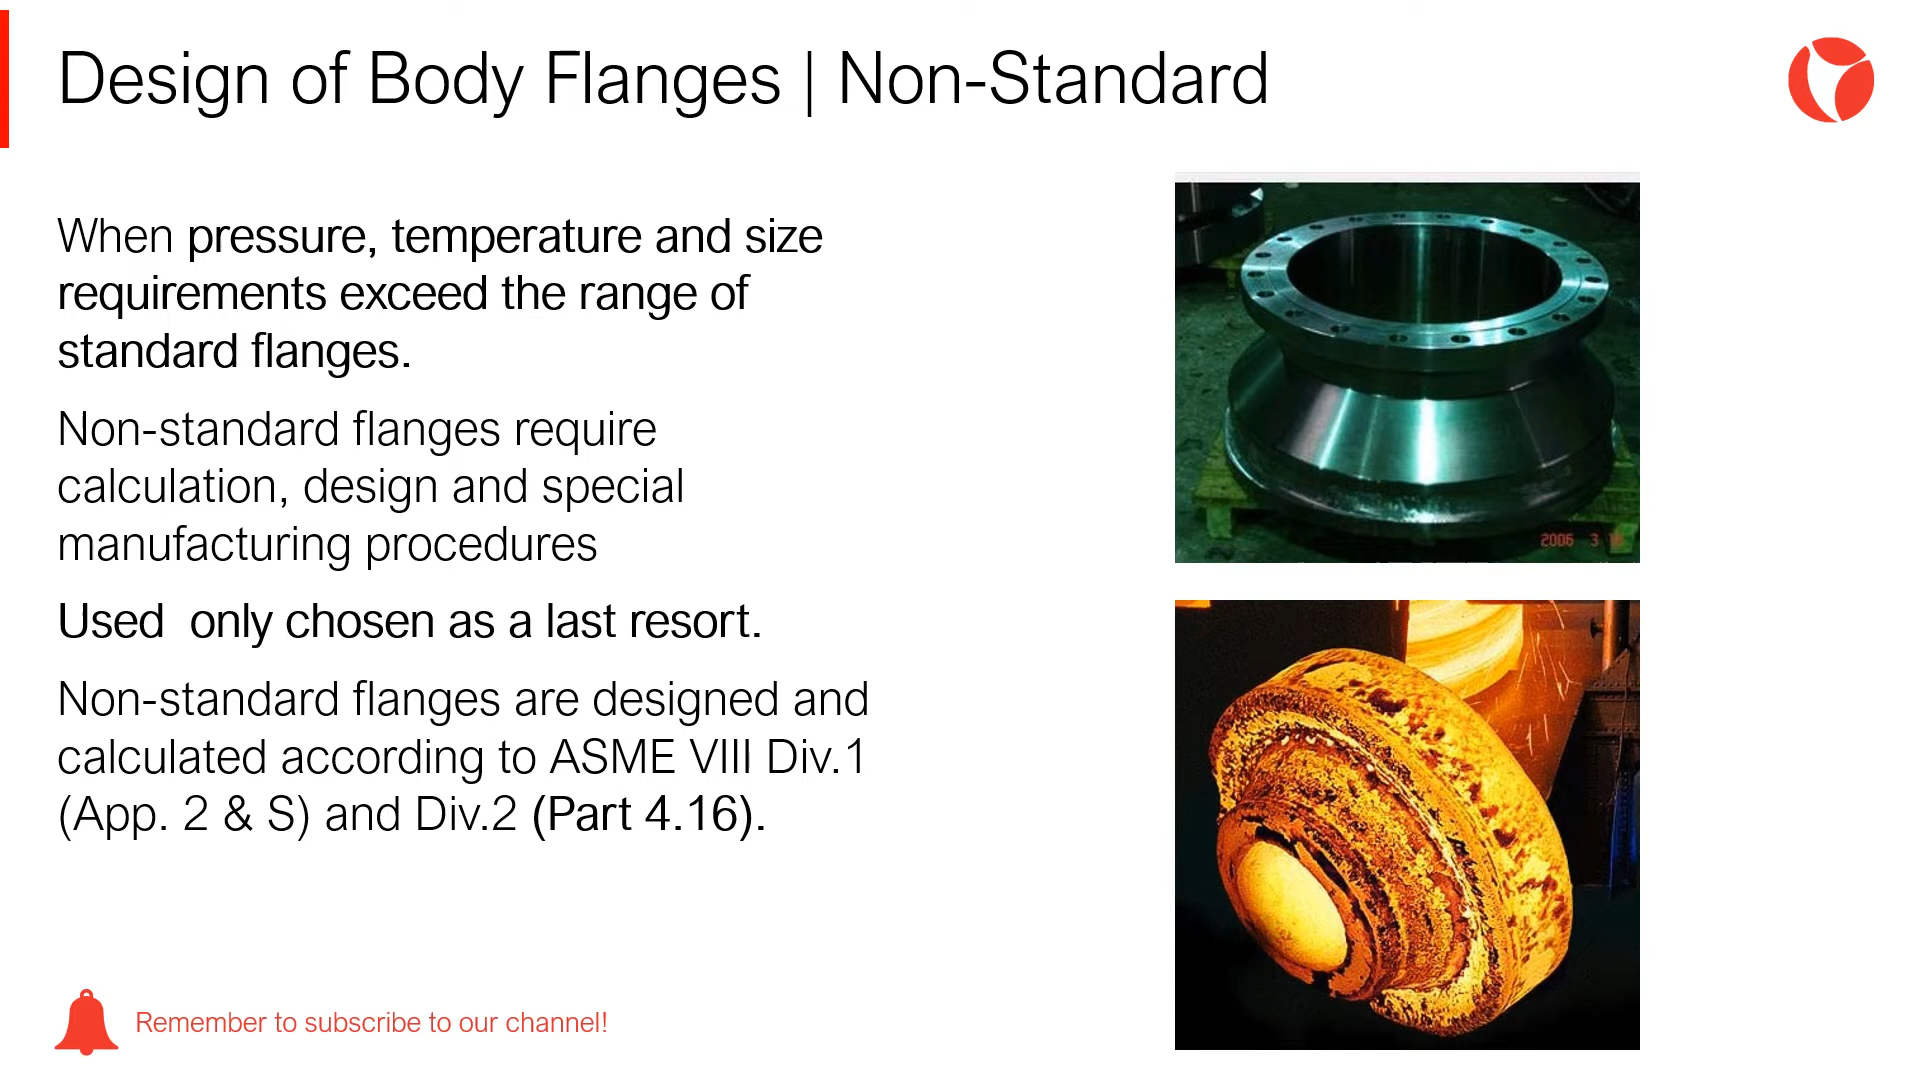 Design of Body Flanges | Non-Standard
When pressure, temperature and size
requirements exceed the range of
standard flanges.
Non-standard flanges require
calculation, design and special
manufacturing procedures
Used  only chosen as a last resort.
Non-standard flanges are designed and
calculated according to ASME VIII Div.1
(App. 2 & S) and Div.2 (Part 4.16).
2006 3
Remember to subscribe to our channel!